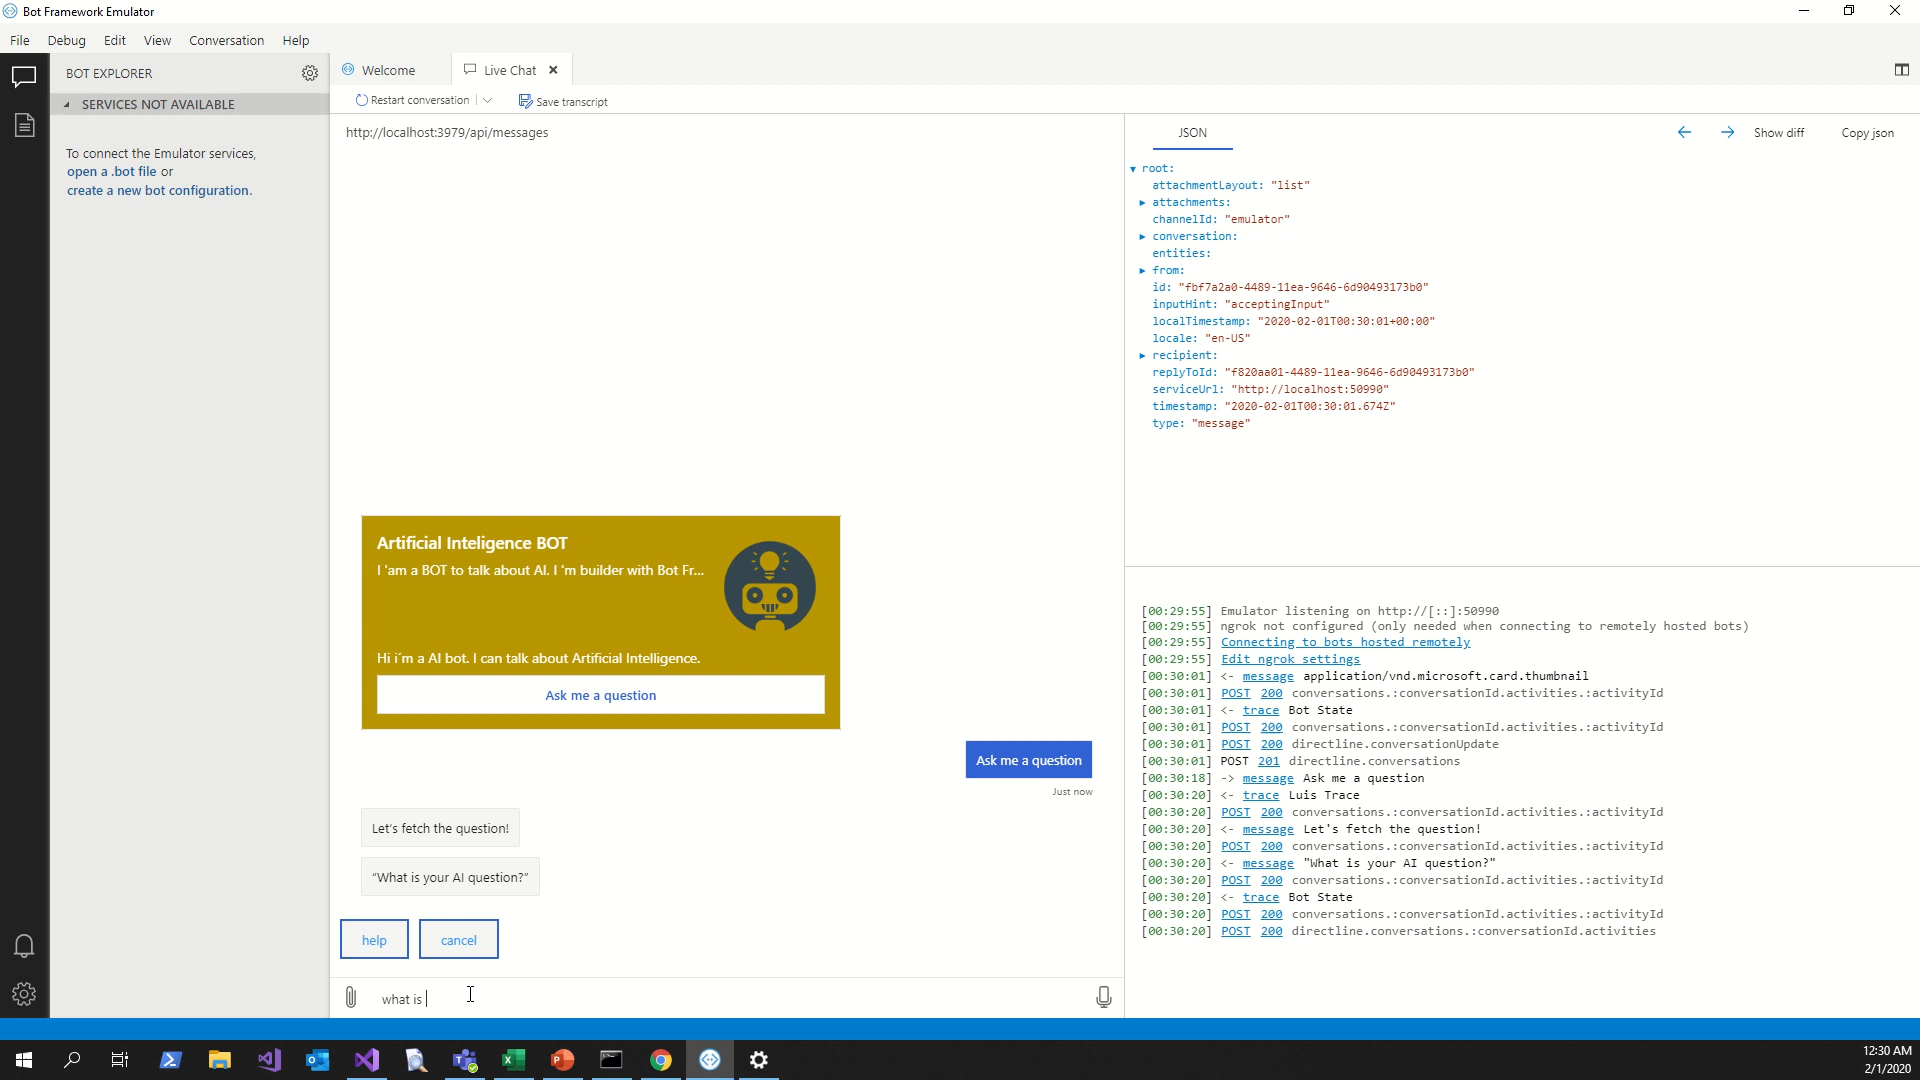 Bot Framework Emulator
File Debug Edit View Conversation Help
BOT EXPLORER
SERVICES NOT AVAILABLE
To connect the Emulator services,
open a .bot file or
create a new bot configuration.
Welcome
Live Chat
Restart conversation
Save transcript
http://localhost:3979/api/messages
Artificial Inteligence BOT
I 'am a BOT to talk about AI. I 'm builder with Bot Fr...
Hi i´m a AI bot. I can talk about Artificial Intelligence.
Ask me a question
Ask me a question
Just now
Let's fetch the question!
"What is your AI question?"
help
cancel
what is
JSON
Show diff
Copy json
root:
attachmentLayout: "list"
attachments:
channelId: "emulator"
conversation:
entities:
from:
id: "fbf7a2a0-4489-11ea-9646-6d90493173b0"
inputHint: "acceptingInput"
localTimestamp: "2020-02-01T00:30:01+00:00"
locale: "en-US"
recipient:
replyToId: "f820aa01-4489-11ea-9646-6d90493173b0"
serviceUrl: "http://localhost:50990"
timestamp: "2020-02-01T00:30:01.674Z"
type: "message"
[00:29:55] Emulator listening on http://[::]:50990
[00:29:55] ngrok not configured (only needed when connecting to remotely hosted bots)
[00:29:55] Connecting to bots hosted remotely
[00:29:55] Edit ngrok settings
[00:30:01] <- message application/vnd.microsoft.card.thumbnail
[00:30:01] POST 200 conversations.:conversationId.activities.:activityId
[00:30:01] <- trace Bot State
[00:30:01] POST 200 conversations.:conversationId.activities.:activityId
[00:30:01] POST 200 directline.conversationUpdate
[00:30:01] POST 201 directline.conversations
[00:30:18] -> message Ask me a question
[00:30:20] <- trace Luis Trace
[00:30:20] POST 200 conversations.:conversationId.activities.:activityId
[00:30:20] <- message Let's fetch the question!
[00:30:20] POST 200 conversations.:conversationId.activities.:activityId
[00:30:20] <- message "What is your AI question?"
[00:30:20] POST 200 conversations.:conversationId.activities.:activityId
[00:30:20] <- trace Bot State
[00:30:20] POST 200 conversations.:conversationId.activities.:activityId
[00:30:20] POST 200 directline.conversations.:conversationId.activities
12:30 AM
2/1/2020